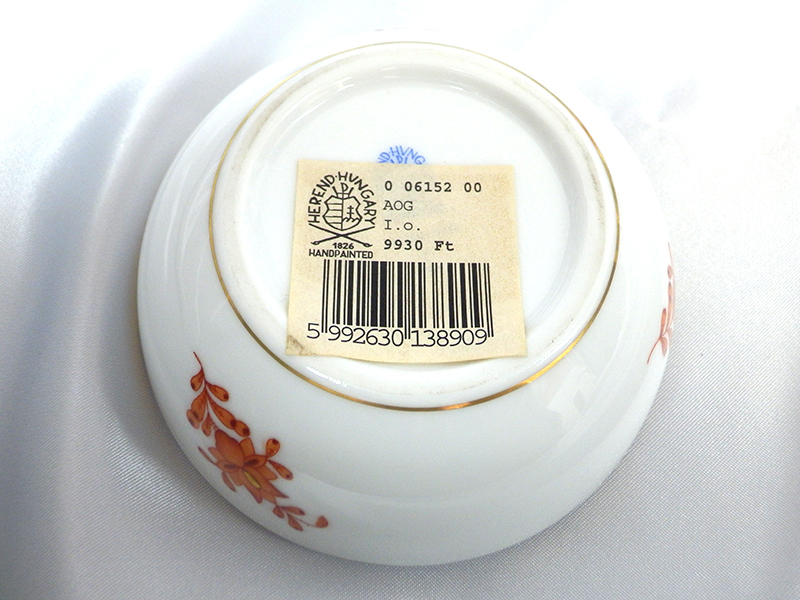 HEREND·HUNGARY
1826
HANDPAINTED
0 06152 00
AOG
I.o.
9930 Ft
5 992630 138909